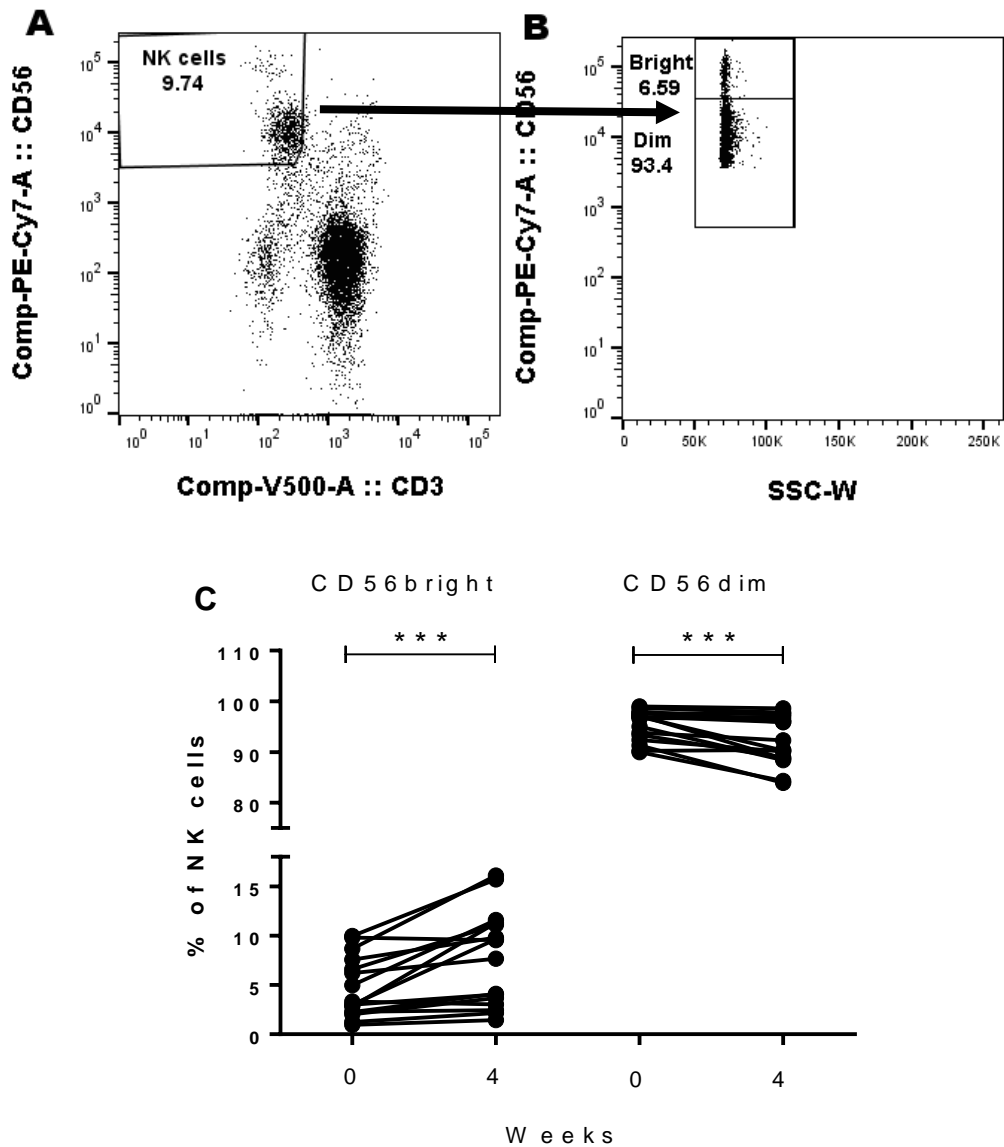 A
NK cells
9.74
10^5
10^4
10^3
10^2
10^1
10^0
Comp-PE-Cy7-A :: CD56
10^0 10^1 10^2 10^3 10^4 10^5
Comp-V500-A :: CD3
B
Bright
6.59
Dim
93.4
10^5
10^4
10^3
10^2
10^1
10^0
Comp-PE-Cy7-A :: CD56
0 50K 100K 150K 200K 250K
SSC-W
C
CD56bright CD56dim
*** ***
110
100
90
80
15
10
5
0
% of NK cells
0 4 0 4
Weeks